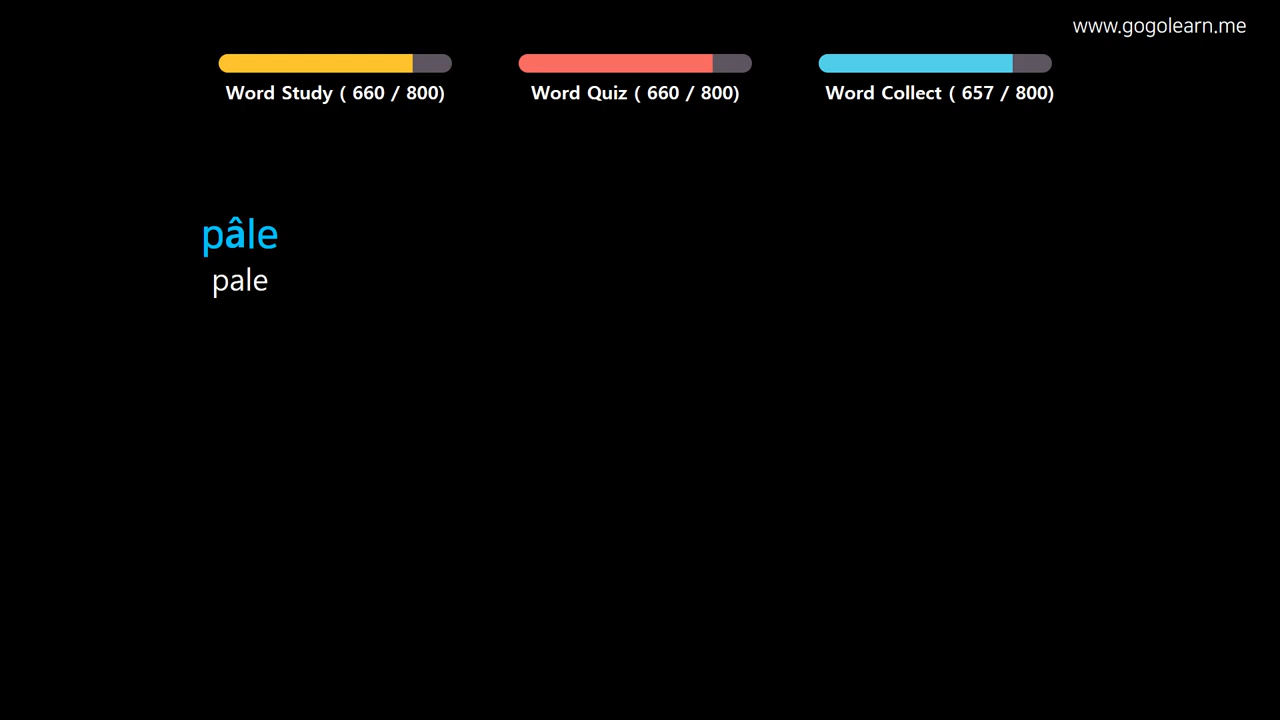 www.gogolearn.me
Word Study ( 660 / 800)
Word Quiz ( 660 / 800)
Word Collect ( 657 / 800)
pâle
pale